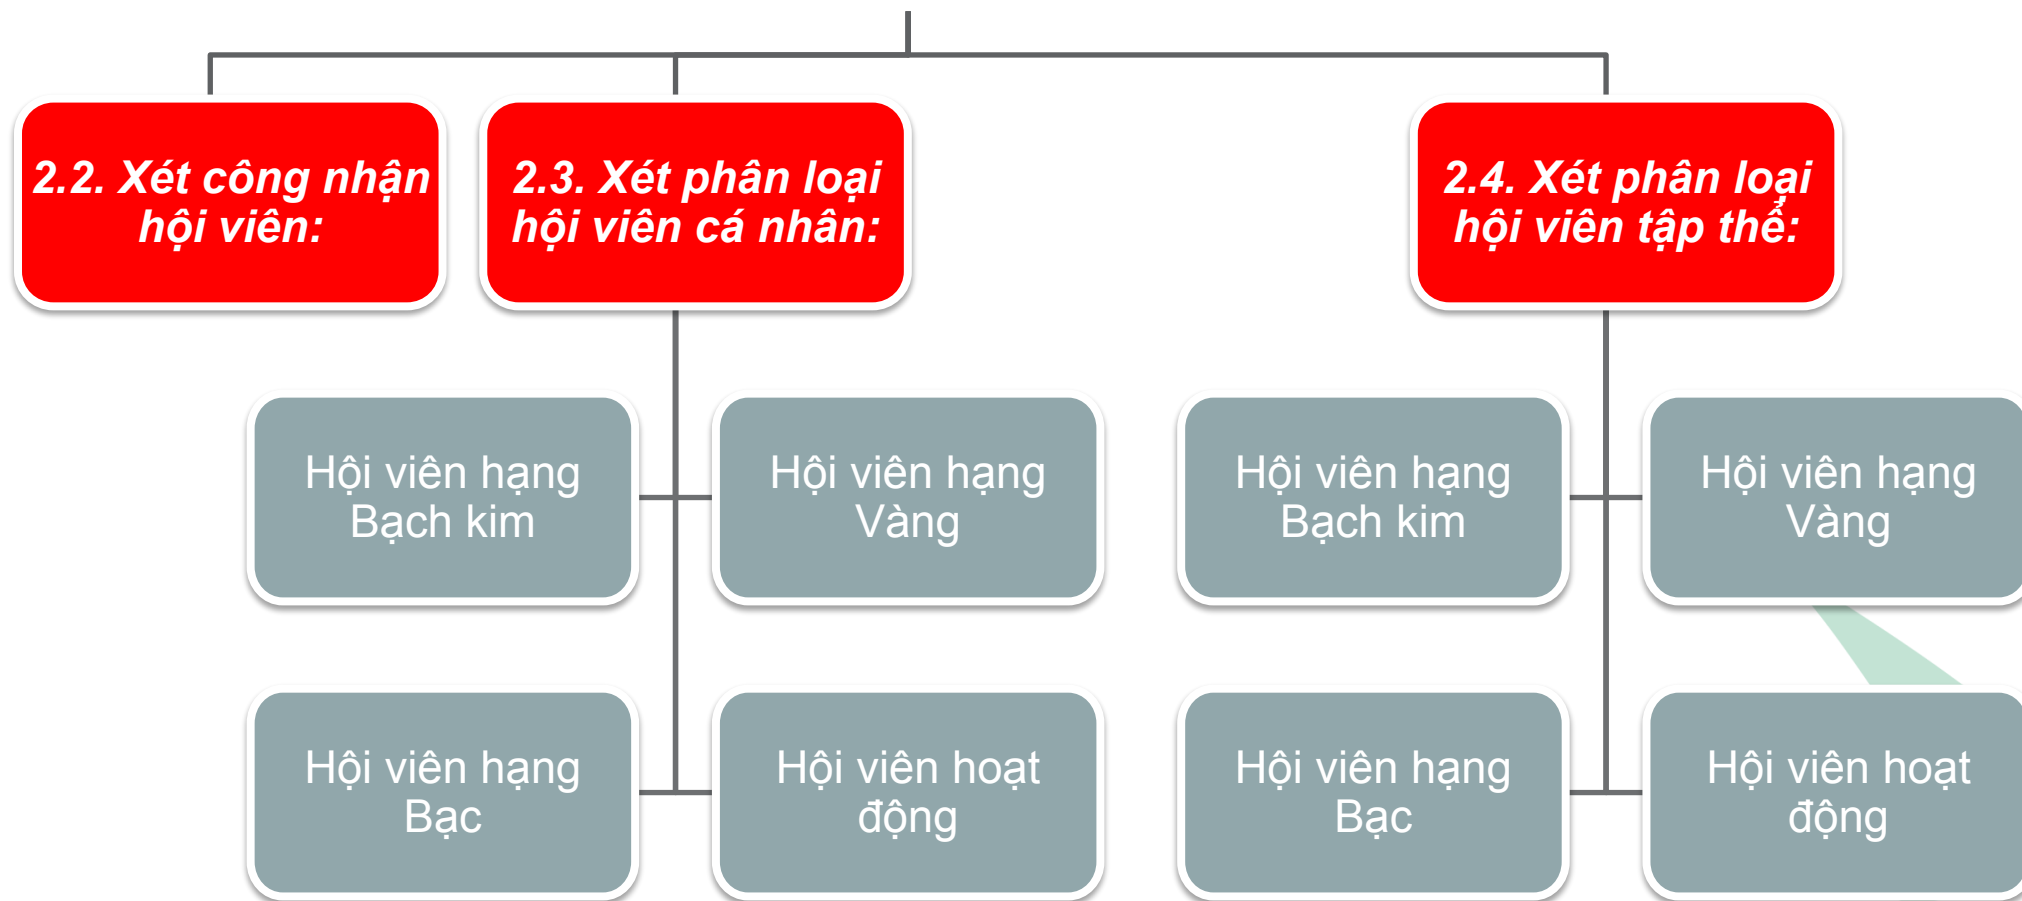 2.2. Xét công nhận
hội viên:
2.3. Xét phân loại
hội viên cá nhân:
2.4. Xét phân loại
hội viên tập thể:
Hội viên hạng
Bạch kim
Hội viên hạng
Vàng
Hội viên hạng
Bạch kim
Hội viên hạng
Vàng
Hội viên hạng
Bạc
Hội viên hoạt
động
Hội viên hạng
Bạc
Hội viên hoạt
động